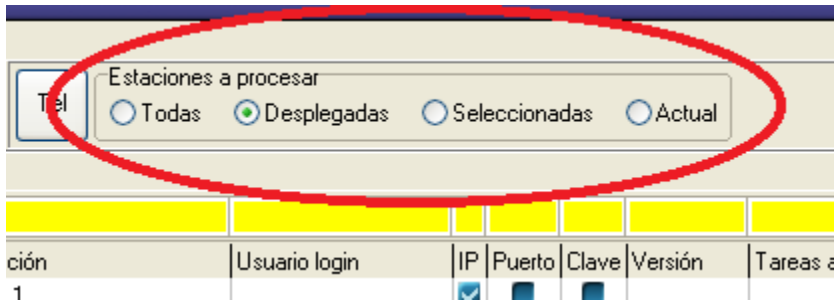 Tel
Estaciones a procesar
Todas Desplegadas Seleccionadas Actual
ción Usuario login IP Puerto Clave Versión Tareas a
1